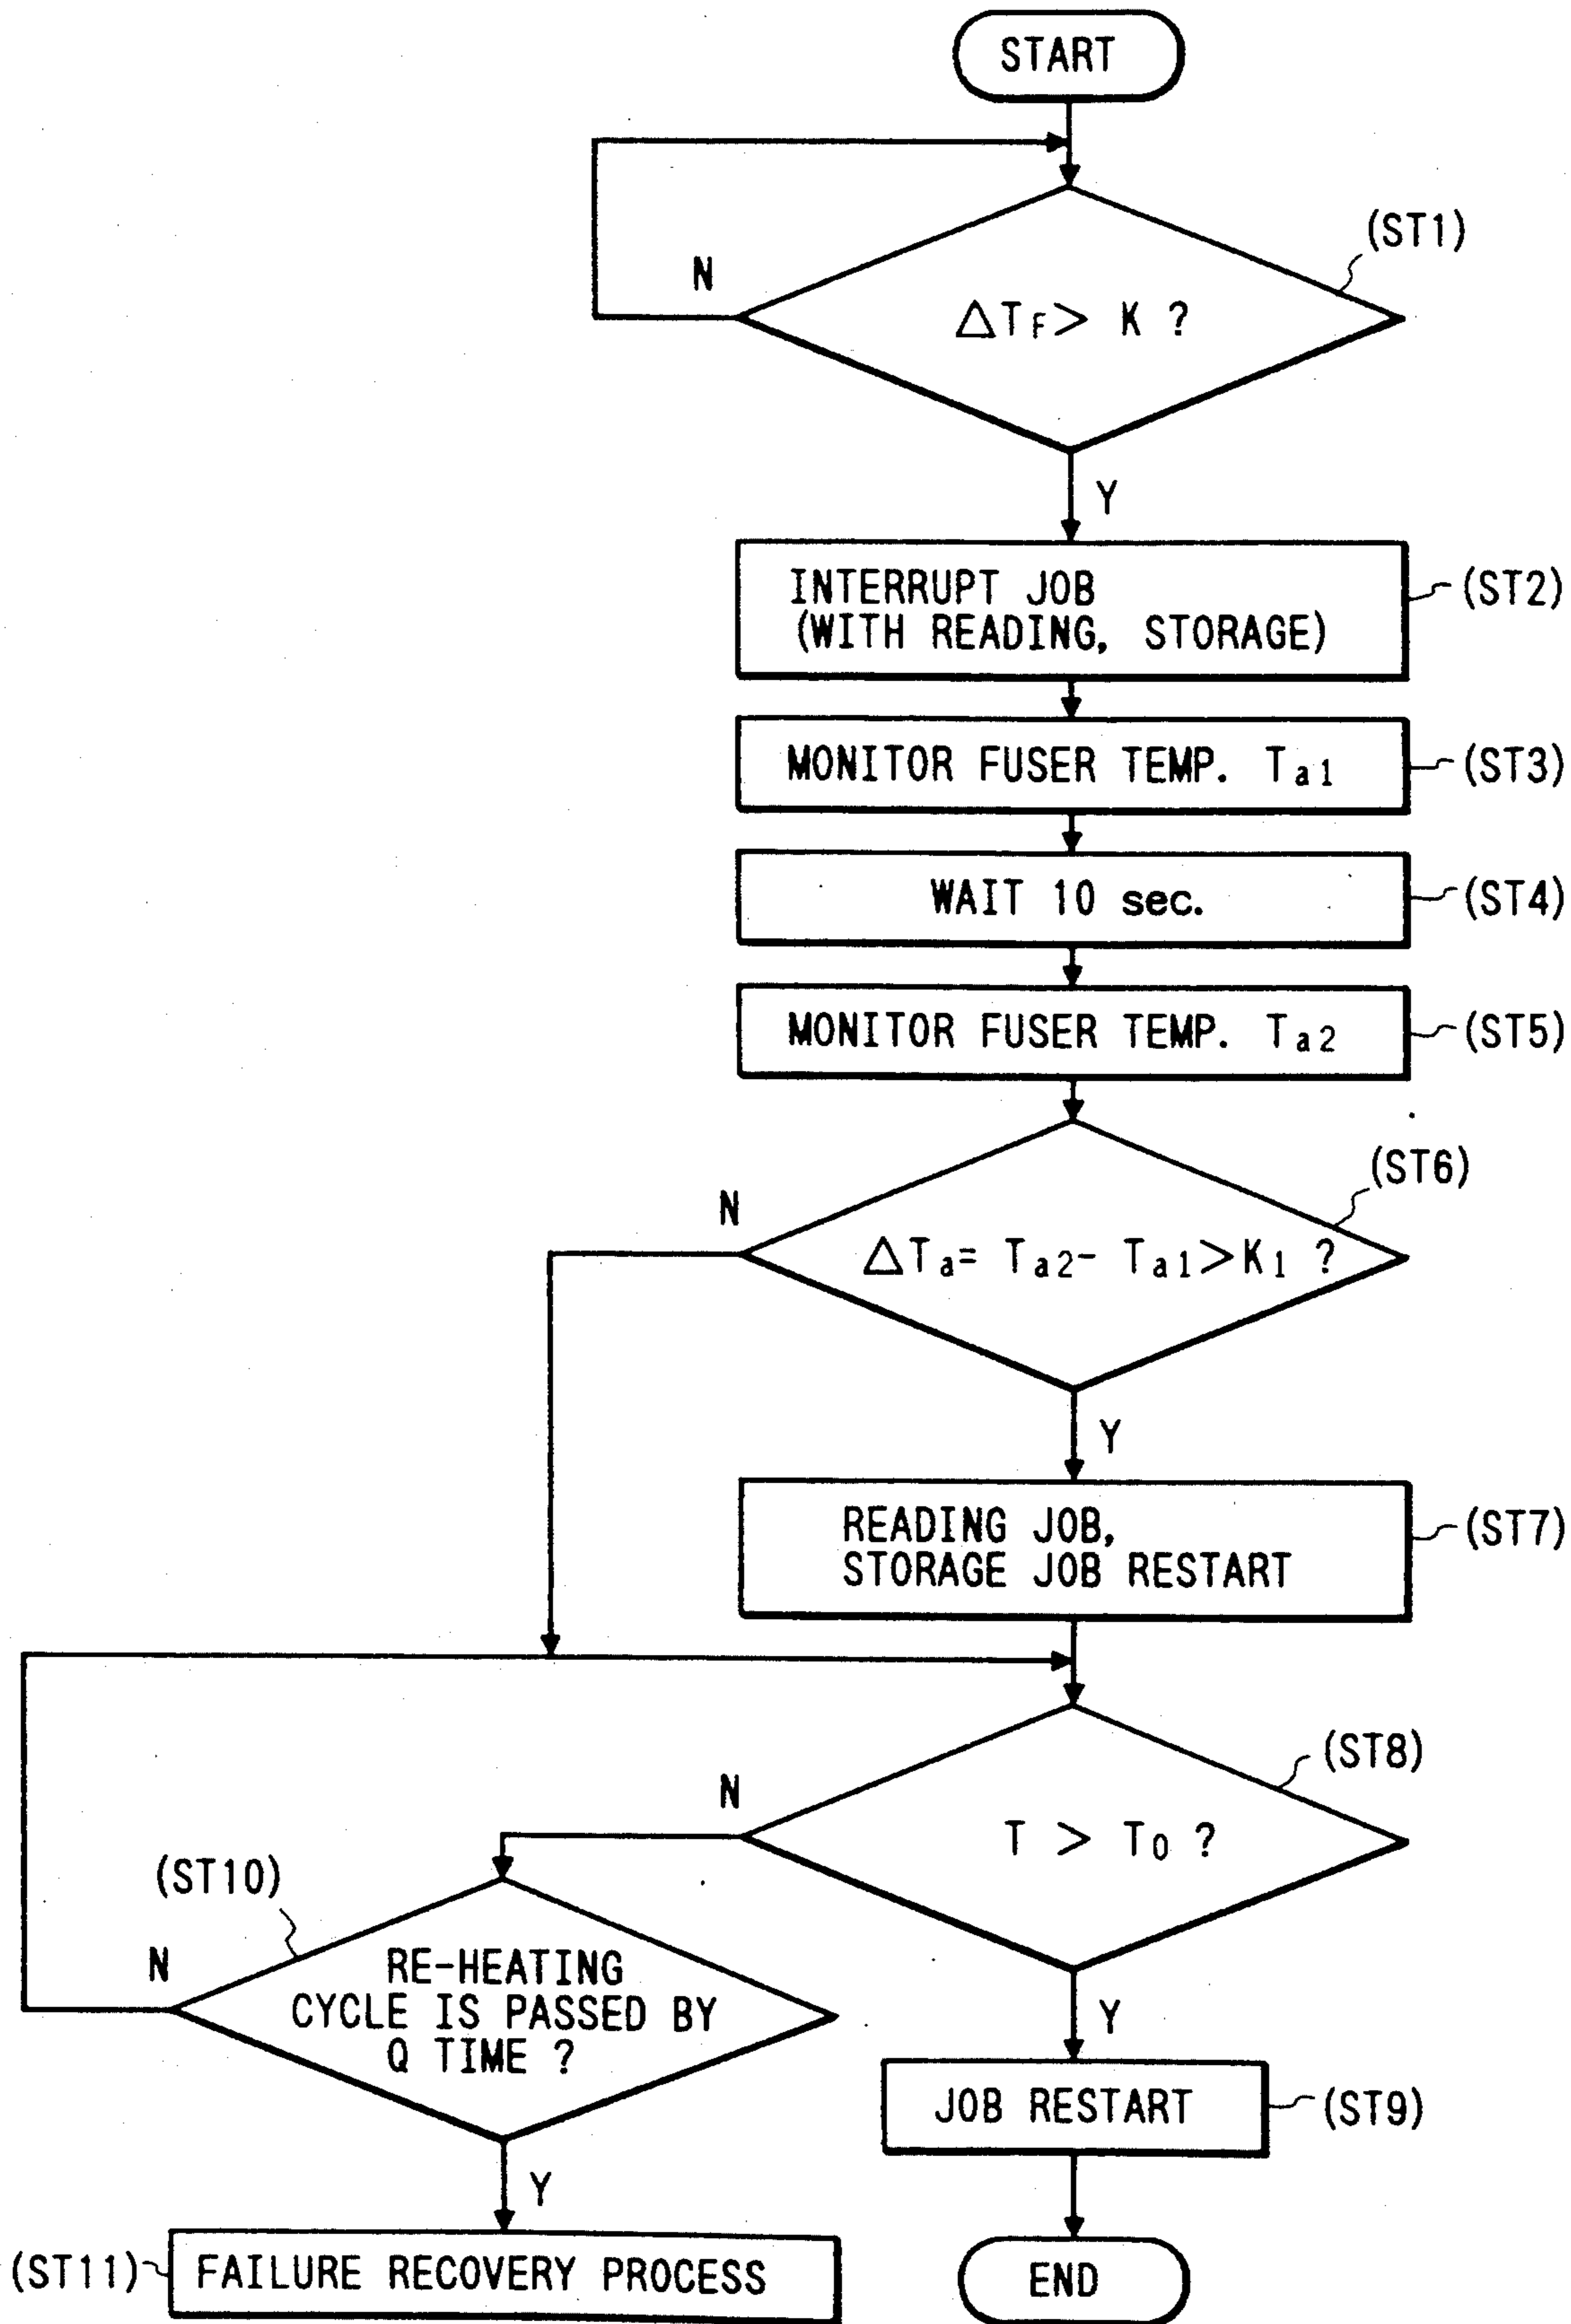 START
(ST1)
N
△TF> K ?
Y
INTERRUPT JOB
(WITH READING, STORAGE)
(ST2)
MONITOR FUSER TEMP. Ta1
(ST3)
WAIT 10 sec.
(ST4)
MONITOR FUSER TEMP. Ta2
(ST5)
(ST6)
N
△Ta= Ta2- Ta1>K1 ?
Y
READING JOB,
STORAGE JOB RESTART
(ST7)
(ST8)
N
T > T0 ?
(ST10)
N
RE-HEATING
CYCLE IS PASSED BY
Q TIME ?
Y
JOB RESTART
(ST9)
Y
(ST11)
FAILURE RECOVERY PROCESS
END